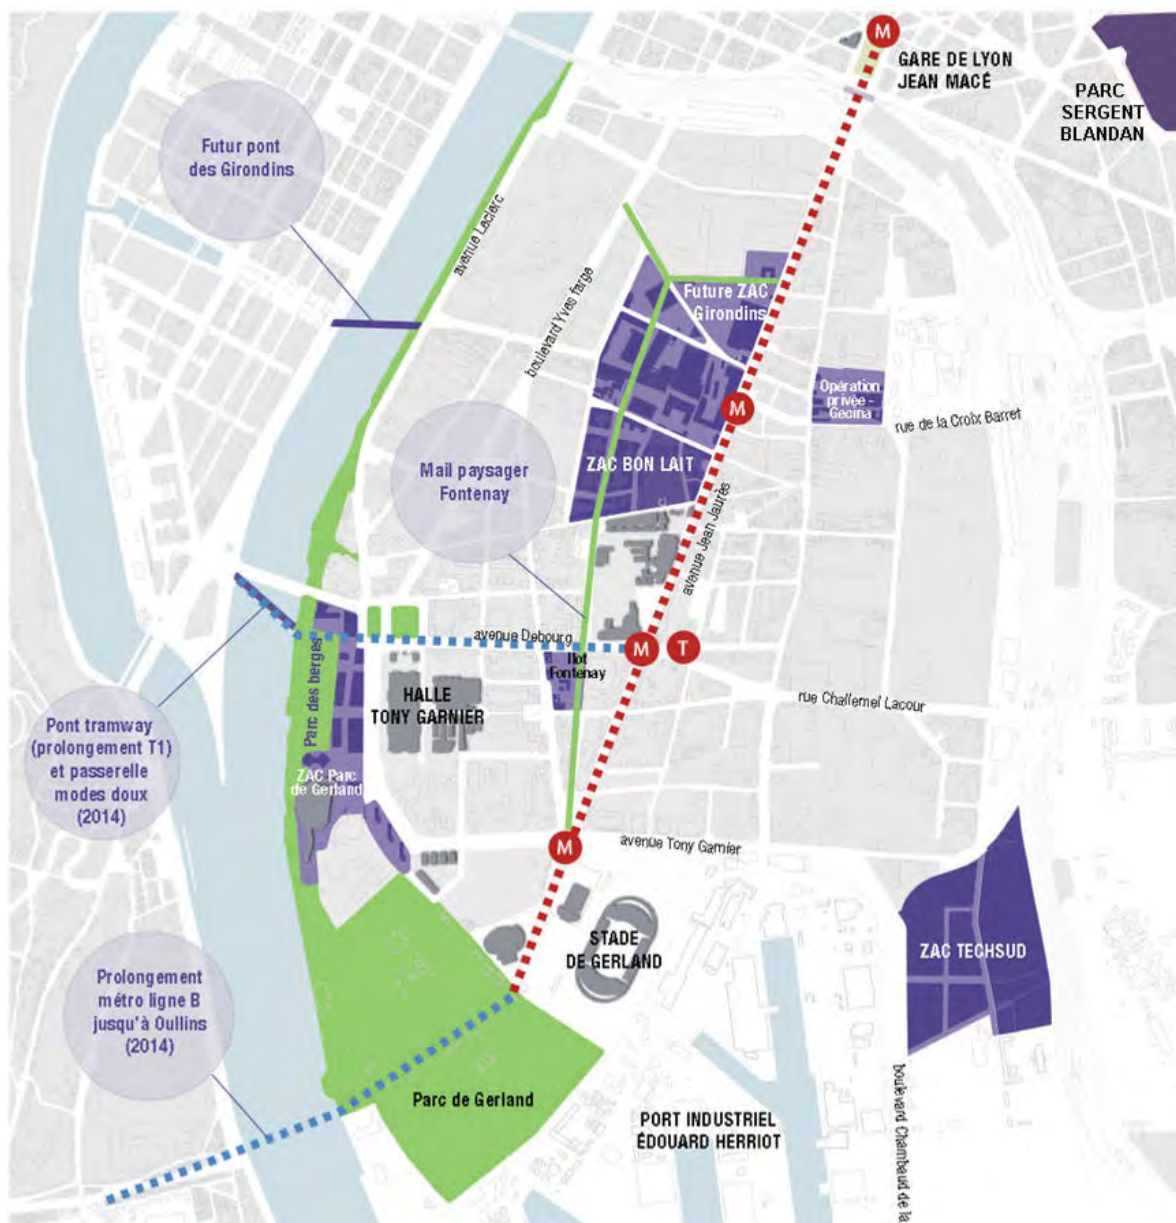 M
GARE DE LYON
JEAN MACÉ
PARC
SERGENT
BLANDAN
Futur pont
des Girondins
avenue Leclerc
boulevard Yves farge
Future ZAC
Girondins
Opération
privée -
Gecina
rue de la Croix Barret
M
ZAC BON LAIT
Mail paysager
Fontenay
avenue Jean Jaurès
avenue Debourg
M
T
Ilot
Fontenay
rue Challemel Lacour
HALLE
TONY GARNIER
Parc des berges
Pont tramway
(prolongement T1)
et passerelle
modes doux
(2014)
ZAC Parc
de Gerland
M
avenue Tony Garnier
STADE
DE GERLAND
ZAC TECHSUD
Prolongement
métro ligne B
jusqu'à Oullins
(2014)
Parc de Gerland
PORT INDUSTRIEL
ÉDOUARD HERRIOT
boulevard Chambaud de la